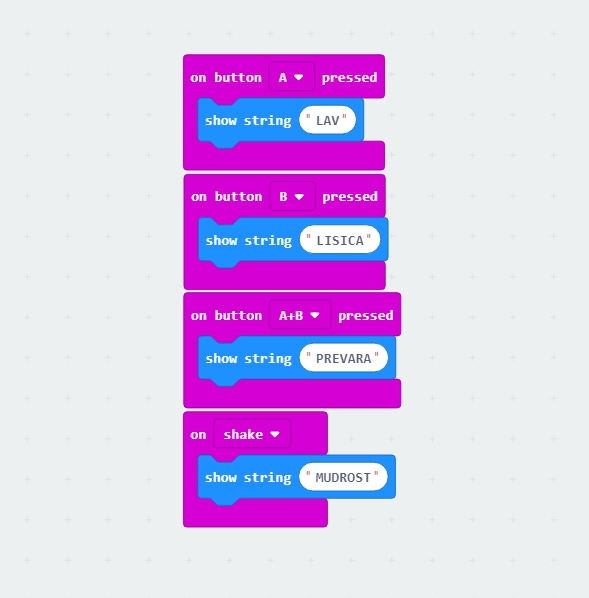 on button A pressed
show string "LAV"
on button B pressed
show string "LISICA"
on button A+B pressed
show string "PREVARA"
on shake
show string "MUDROST"